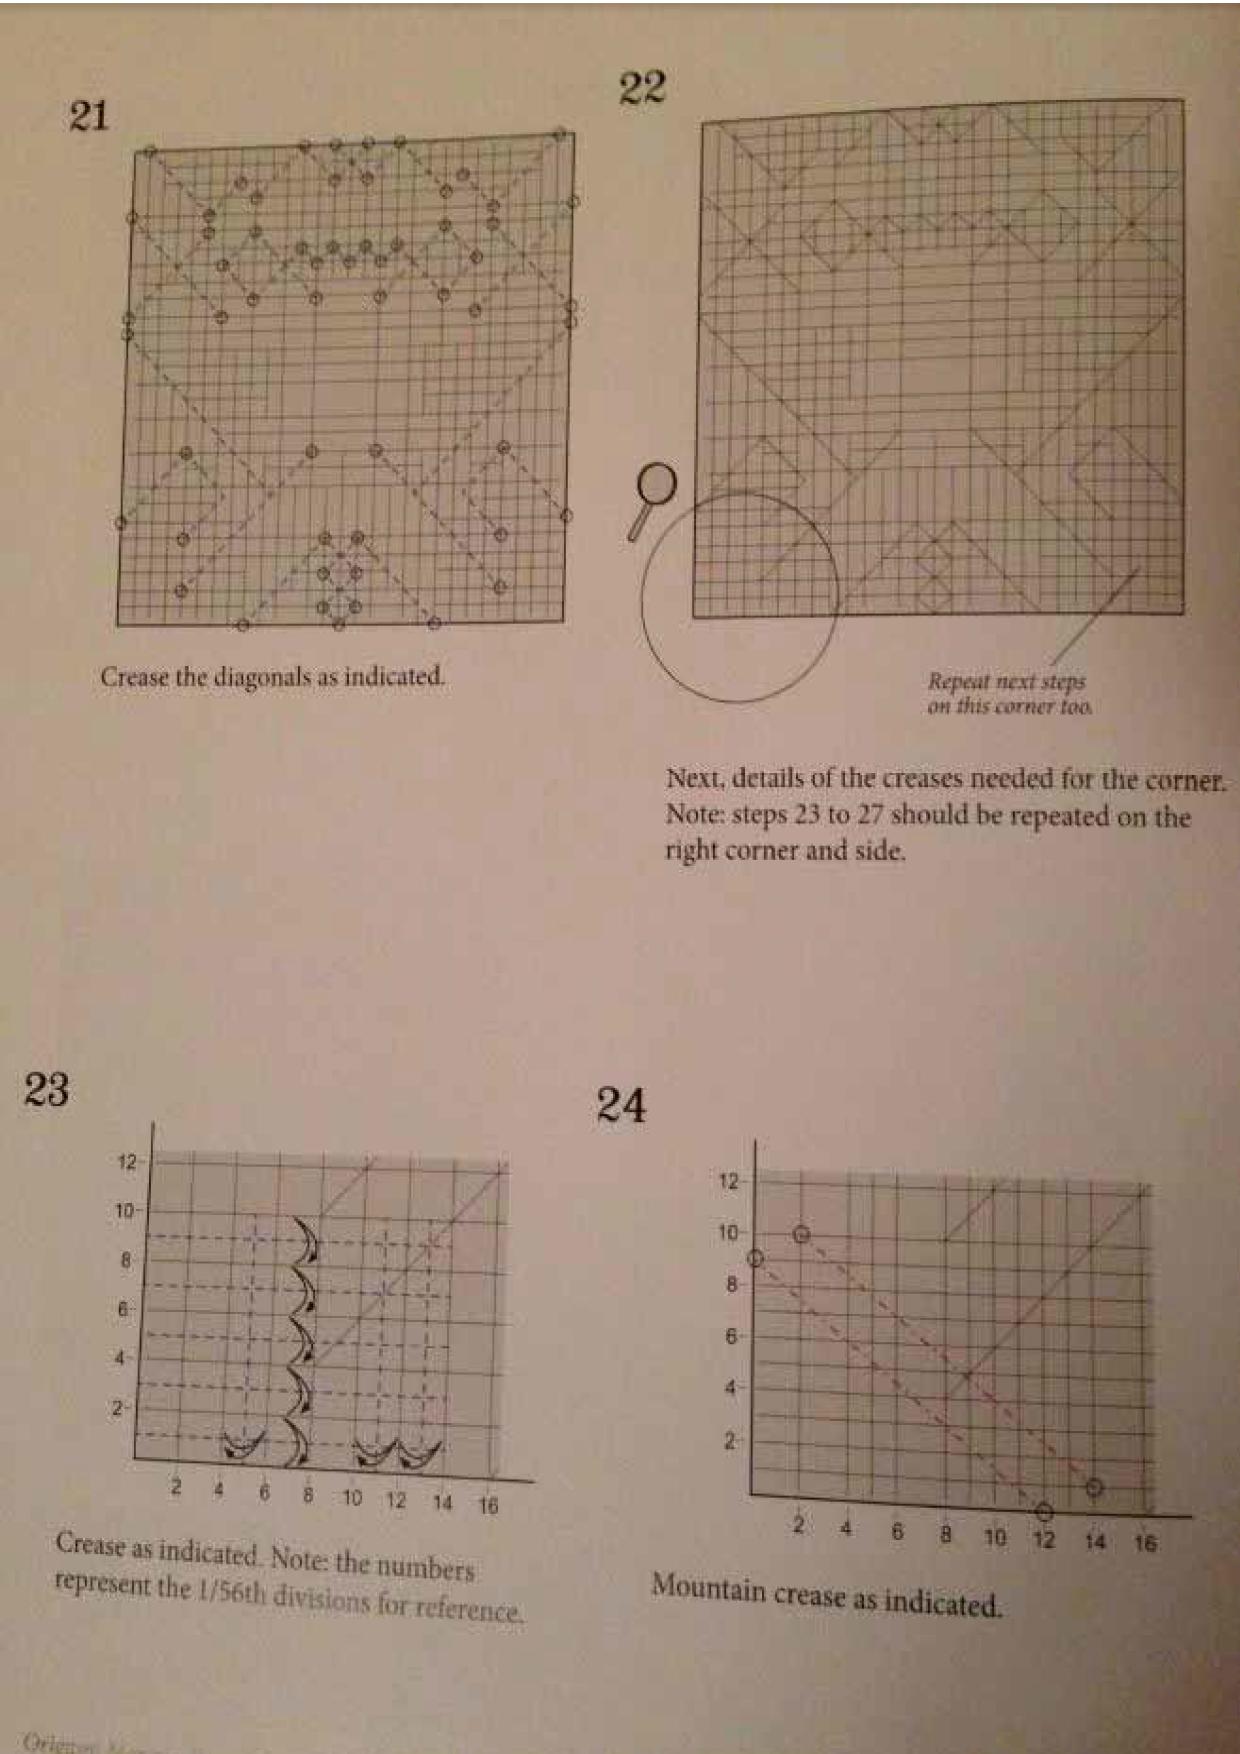 21
22
Crease the diagonals as indicated.
Repeat next steps
on this corner too.
Next, details of the creases needed for the corner.
Note: steps 23 to 27 should be repeated on the
right corner and side.
23
24
12
10
8
6
4
2
2 4 6 8 10 12 14 16
12
10
8
6
4
2
2 4 6 8 10 12 14 16
Crease as indicated. Note: the numbers
represent the 1/56th divisions for reference.
Mountain crease as indicated.